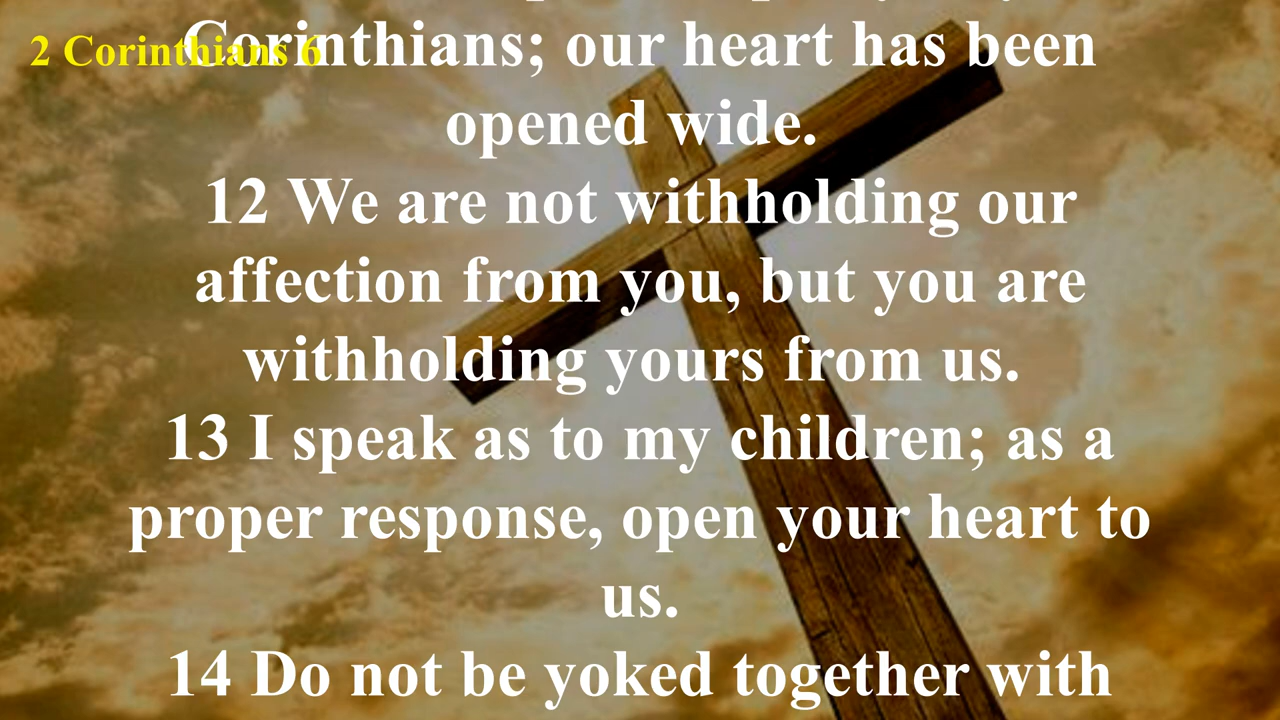 2 Corinthians 6
Corinthians; our heart has been
opened wide.
12 We are not withholding our
affection from you, but you are
withholding yours from us.
13 I speak as to my children; as a
proper response, open your heart to
us.
14 Do not be yoked together with